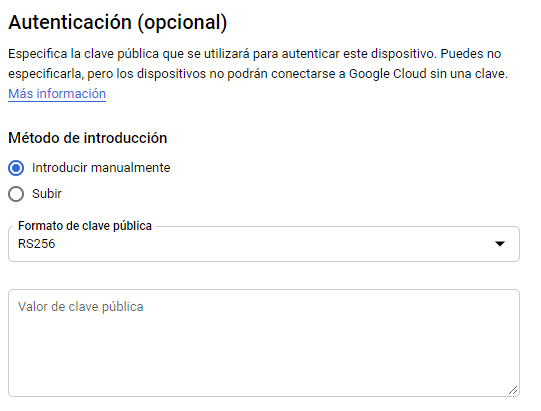 Autenticación (opcional)
Especifica la clave pública que se utilizará para autenticar este dispositivo. Puedes no
especificarla, pero los dispositivos no podrán conectarse a Google Cloud sin una clave.
Más información
Método de introducción
Introducir manualmente
Subir
Formato de clave pública
RS256
Valor de clave pública